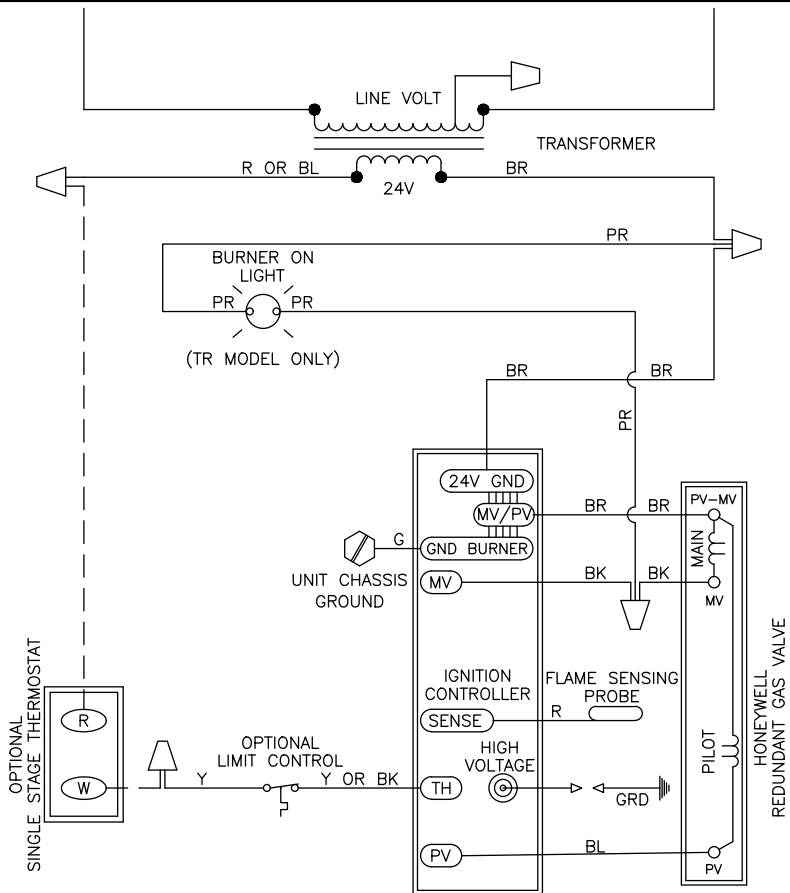 LINE VOLT
TRANSFORMER
R OR BL
24V
BR
PR
BURNER ON
LIGHT
PR
PR
(TR MODEL ONLY)
BR
BR
PR
24V GND
MV/PV
BR
BR
PV-MV
G
GND BURNER
MAIN
UNIT CHASSIS
GROUND
MV
BK
BK
MV
IGNITION
CONTROLLER
FLAME SENSING
PROBE
SENSE
R
HONEYWELL
REDUNDANT GAS VALVE
OPTIONAL
SINGLE STAGE THERMOSTAT
R
W
OPTIONAL
LIMIT CONTROL
Y
Y OR BK
TH
HIGH
VOLTAGE
GRD
PILOT
PV
BL
PV